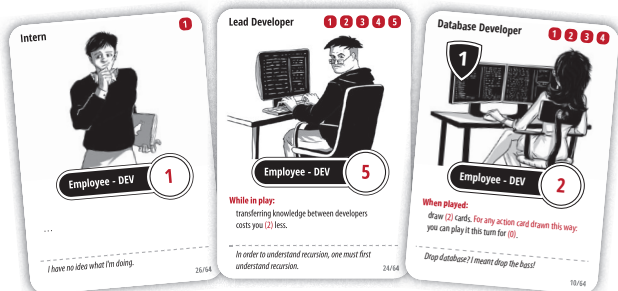 Intern
1
Employee - DEV
1
...
I have no idea what I'm doing.
26/64
Lead Developer
1 2 3 4 5
Employee - DEV
5
While in play:
transferring knowledge between developers
costs you (2) less.
In order to understand recursion, one must first
understand recursion.
24/64
Database Developer
1 2 3 4
1
Employee - DEV
2
When played:
draw (2) cards. For any action card drawn this way:
you can play it this turn for (0).
Drop database? I meant drop the bass!
10/64